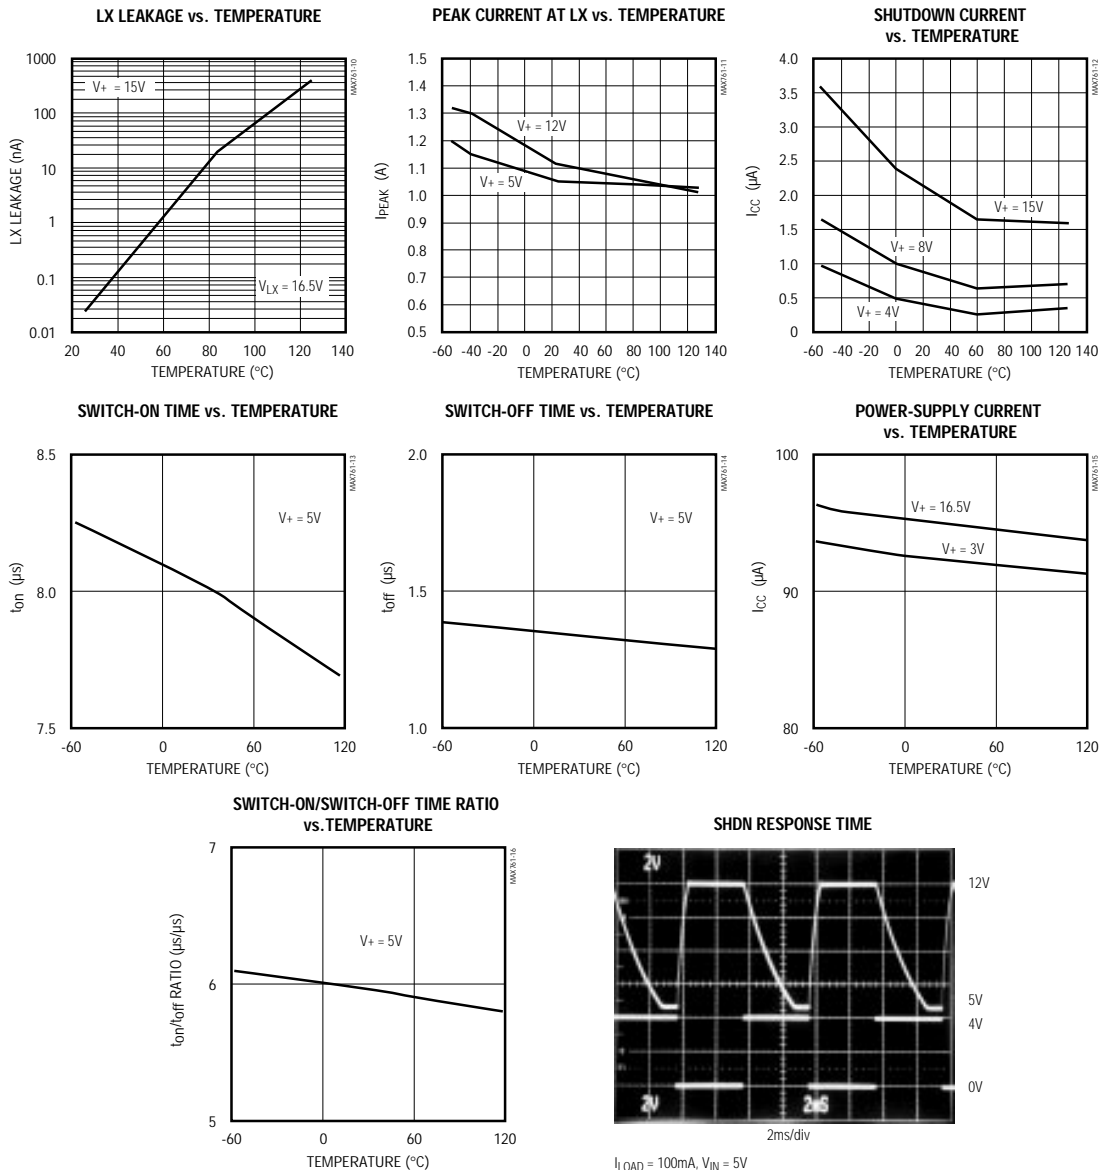 LX LEAKAGE vs. TEMPERATURE
1000
100
10
1
0.1
0.01
LX LEAKAGE (nA)
V+ = 15V
VLX = 16.5V
MAX761-10
20 40 60 80 100 120 140
TEMPERATURE (°C)
PEAK CURRENT AT LX vs. TEMPERATURE
1.5
1.4
1.3
1.2
1.1
1.0
0.9
0.8
0.7
0.6
0.5
IPEAK (A)
V+ = 12V
V+ = 5V
MAX761-11
-60 -40 -20 0 20 40 60 80 100 120 140
TEMPERATURE (°C)
SHUTDOWN CURRENT
vs. TEMPERATURE
4.0
3.5
3.0
2.5
2.0
1.5
1.0
0.5
0
ICC (µA)
V+ = 15V
V+ = 8V
V+ = 4V
MAX761-12
-60 -40 -20 0 20 40 60 80 100 120 140
TEMPERATURE (°C)
SWITCH-ON TIME vs. TEMPERATURE
8.5
8.0
7.5
ton (µs)
V+ = 5V
MAX761-13
-60 0 60 120
TEMPERATURE (°C)
SWITCH-OFF TIME vs. TEMPERATURE
2.0
1.5
1.0
toff (µs)
V+ = 5V
MAX761-14
-60 0 60 120
TEMPERATURE (°C)
POWER-SUPPLY CURRENT
vs. TEMPERATURE
100
90
80
ICC (µA)
V+ = 16.5V
V+ = 3V
MAX761-15
-60 0 60 120
TEMPERATURE (°C)
SWITCH-ON/SWITCH-OFF TIME RATIO
vs.TEMPERATURE
7
6
5
ton/toff RATIO (µs/µs)
V+ = 5V
MAX761-16
-60 0 60 120
TEMPERATURE (°C)
SHDN RESPONSE TIME
2V
12V
5V
4V
0V
2V 2mS
2ms/div
ILOAD = 100mA, VIN = 5V